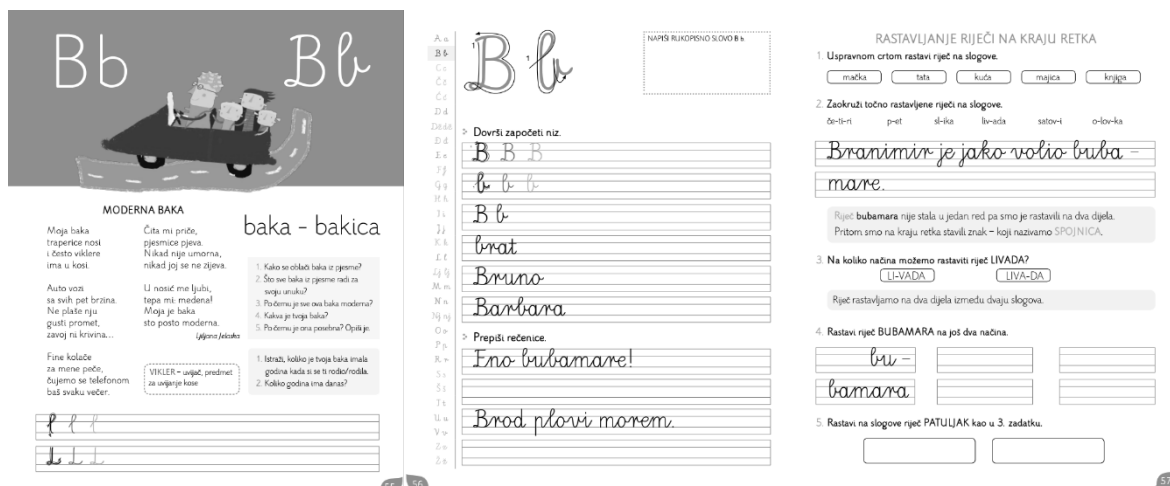 Bb
Bb
MODERNA BAKA
Moja baka
traperice nosi
i često viklere
ima u kosi.
Auto vozi
sa svih pet brzina.
Ne plaše nju
gusti promet,
zavoj ni krivina...
Fine kolače
za mene peče,
čujemo se telefonom
baš svaku večer.
Čita mi priče,
pjesmice pjeva.
Nikad nije umorna,
nikad joj se ne zijeva.
U nosić me ljubi,
tepa mi: medena!
Moja je baka
sto posto moderna.
Ljiljana Jelaska
VIKLER – uvijač, predmet
za uvijanje kose
baka - bakica
1. Kako se oblači baka iz pjesme?
2. Što sve baka iz pjesme radi za
svoju unuku?
3. Po čemu je sve ova baka moderna?
4. Kakva je tvoja baka?
5. Po čemu je ona posebna? Opiši je.
1. Istraži, koliko je tvoja baka imala
godina kada si se ti rodio/rodila.
2. Koliko godina ima danas?
55
A a
B b
C c
Č č
Ć ć
D d
Dž dž
Đ đ
E e
F f
G g
H h
I i
J j
K k
L l
Lj lj
M m
N n
Nj nj
O o
P p
R r
S s
Š š
T t
U u
V v
Z z
Ž ž
1
B
1
b
NAPIŠI RUKOPISNO SLOVO B b.
> Dovrši započeti niz.
B B B
b b b
B b
brat
Bruno
Barbara
> Prepiši rečenice.
Eno bubamare!
Brod plovi morem.
56
RASTAVLJANJE RIJEČI NA KRAJU RETKA
1. Uspravnom crtom rastavi riječ na slogove.
mačka tata kuća majica knjiga
2. Zaokruži točno rastavljene riječi na slogove.
če-ti-ri p-et sl-ika liv-ada satov-i o-lov-ka
Branimir je jako volio buba -
mare.
Riječ bubamara nije stala u jedan red pa smo je rastavili na dva dijela.
Pritom smo na kraju retka stavili znak – koji nazivamo SPOJNICA.
3. Na koliko načina možemo rastaviti riječ LIVADA?
LI-VADA LIVA-DA
Riječ rastavljamo na dva dijela između dvaju slogova.
4. Rastavi riječ BUBAMARA na još dva načina.
bu -
bamara
5. Rastavi na slogove riječ PATULJAK kao u 3. zadatku.
57